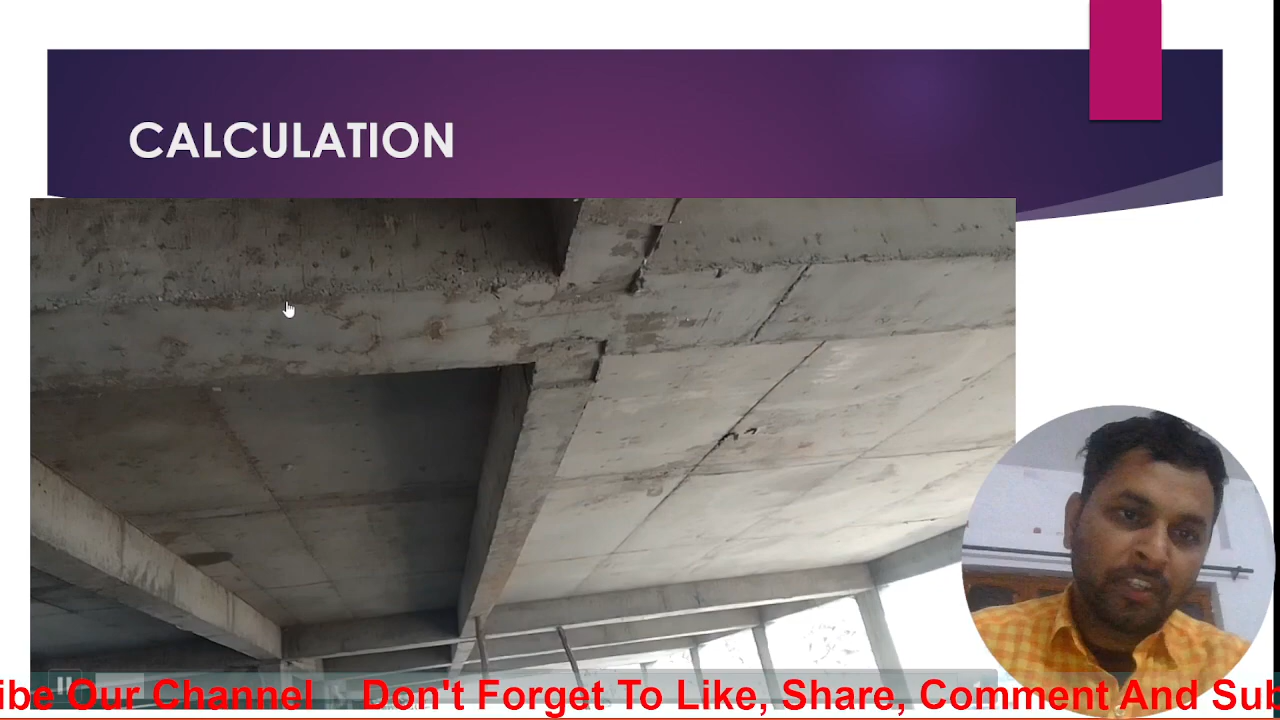 CALCULATION
ibe Our Channel Don't Forget To Like, Share, Comment And Sub